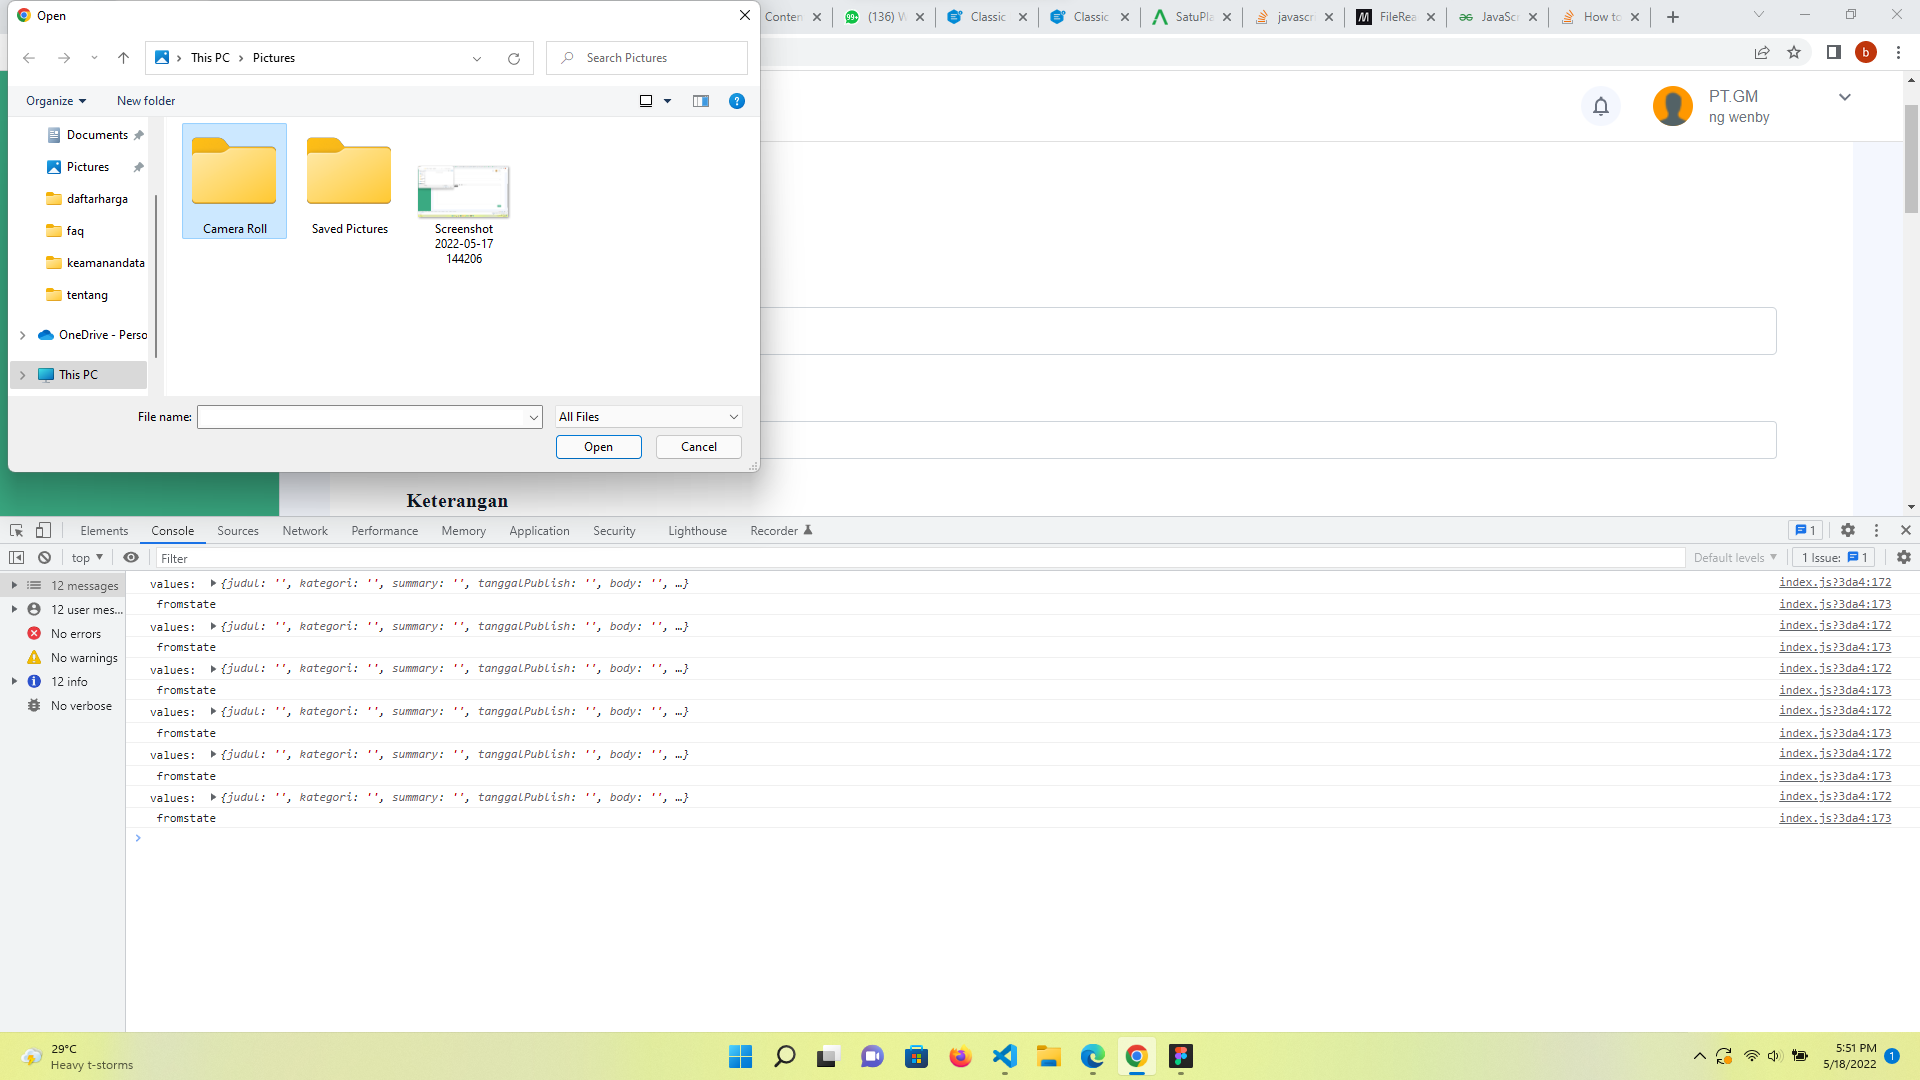 Open
This PC
Pictures
Search Pictures
Organize
New folder
Documents
Pictures
daftarharga
faq
keamanandata
tentang
OneDrive - Perso
This PC
Camera Roll
Saved Pictures
Screenshot
2022-05-17
144206
File name:
All Files
Open
Cancel
Conten
99+
(136) W
Classic
Classic
SatuPla
javascr
FileRea
JavaScr
How to
b
PT.GM
ng wenby
Keterangan
Elements
Console
Sources
Network
Performance
Memory
Application
Security
Lighthouse
Recorder
1
top
Filter
Default levels
1 Issue:
1
12 messages
12 user mes...
No errors
No warnings
12 info
No verbose
values: {judul: '', kategori: '', summary: '', tanggalPublish: '', body: '', …} index.js?3da4:172
fromstate index.js?3da4:173
values: {judul: '', kategori: '', summary: '', tanggalPublish: '', body: '', …} index.js?3da4:172
fromstate index.js?3da4:173
values: {judul: '', kategori: '', summary: '', tanggalPublish: '', body: '', …} index.js?3da4:172
fromstate index.js?3da4:173
values: {judul: '', kategori: '', summary: '', tanggalPublish: '', body: '', …} index.js?3da4:172
fromstate index.js?3da4:173
values: {judul: '', kategori: '', summary: '', tanggalPublish: '', body: '', …} index.js?3da4:172
fromstate index.js?3da4:173
values: {judul: '', kategori: '', summary: '', tanggalPublish: '', body: '', …} index.js?3da4:172
fromstate index.js?3da4:173
29°C
Heavy t-storms
5:51 PM
5/18/2022
1